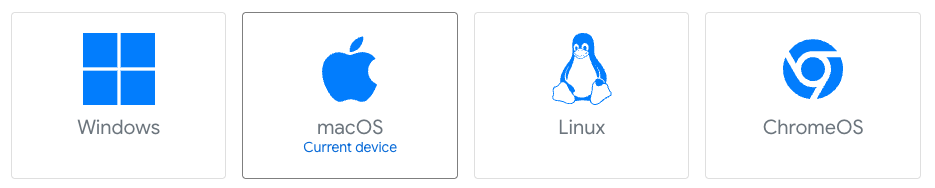 Windows
macOS
Current device
Linux
ChromeOS